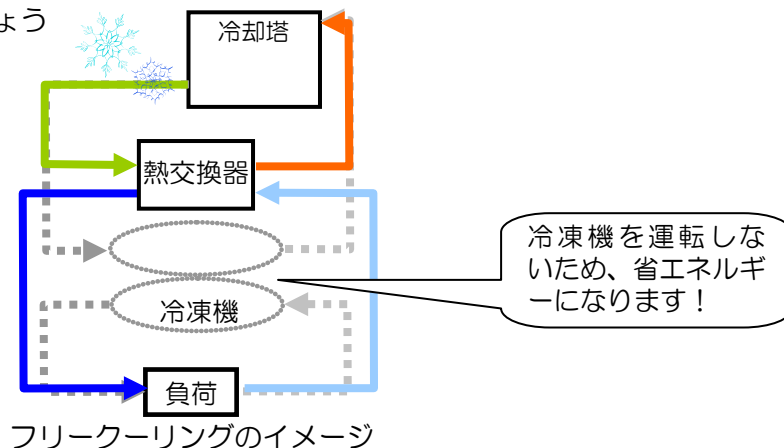 ょう
冷却塔
熱交換器
冷凍機を運転しな
いため、省エネルギ
ーになります！
冷凍機
負荷
フリークーリングのイメージ